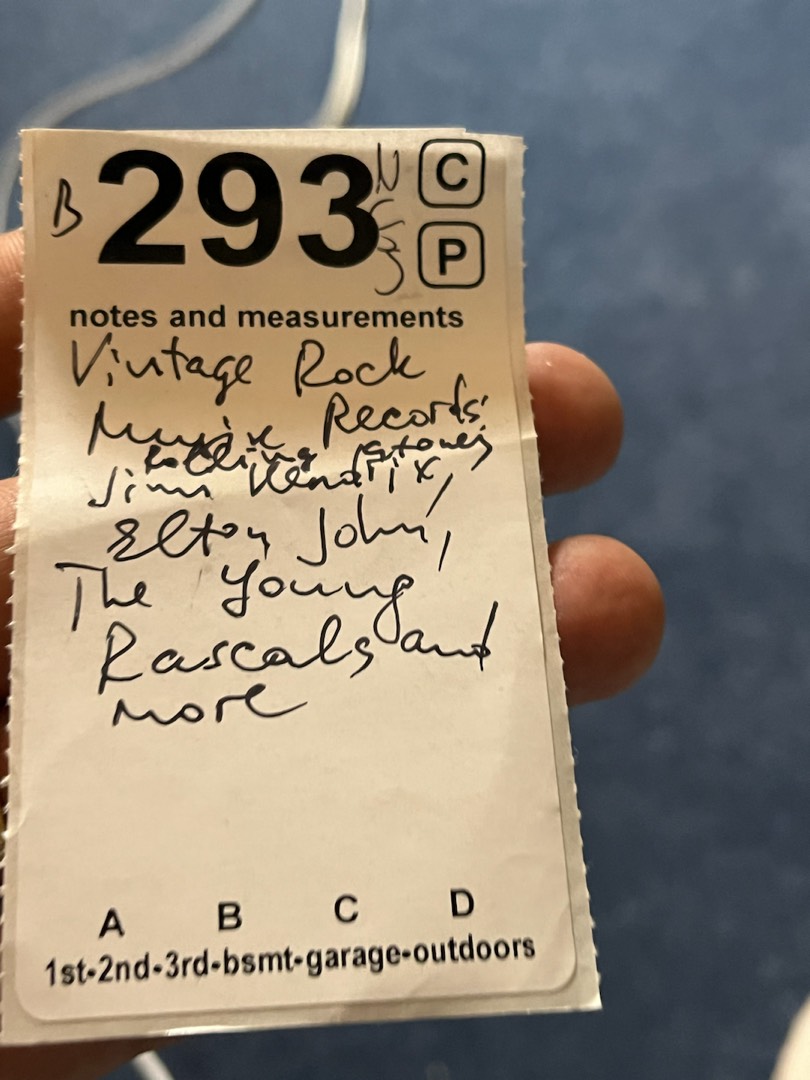 B 293 C
P
notes and measurements
Vintage Rock
Music Records:
Rolling Stones
Jimi Hendrix,
Elton John,
The Young
Rascals and
more
A B C D
1st-2nd-3rd-bsmt-garage-outdoors